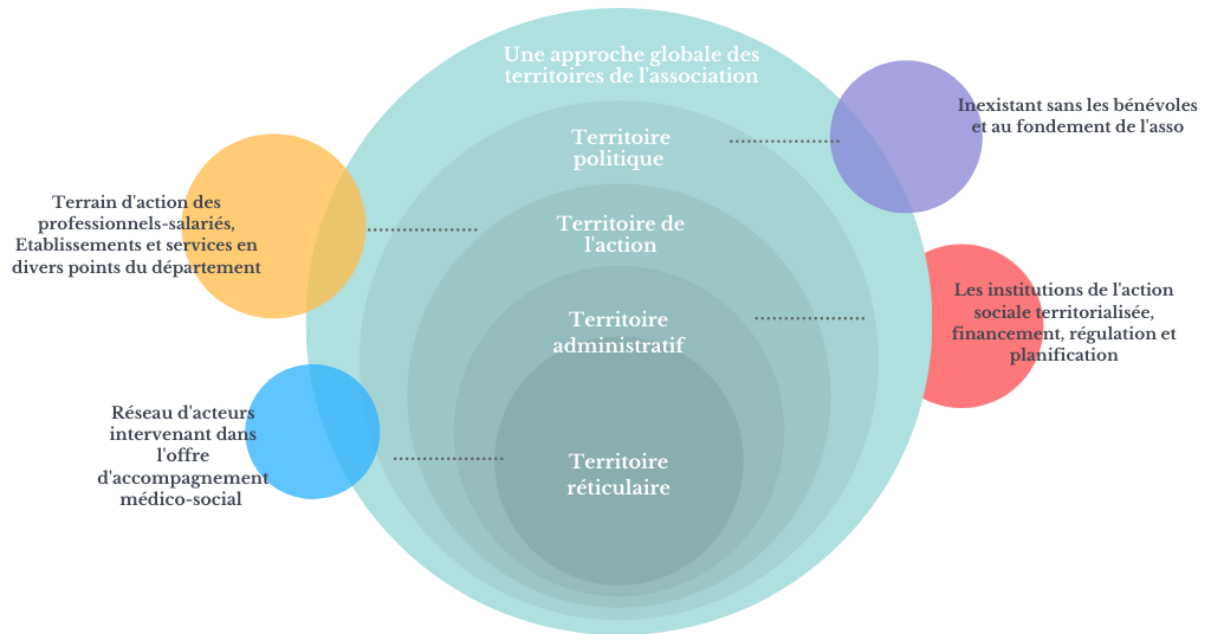 Une approche globale des
territoires de l'association
Inexistant sans les bénévoles
et au fondement de l'asso
Territoire
politique
Terrain d'action des
professionnels-salariés,
Etablissements et services en
divers points du département
Territoire de
l'action
Les institutions de l'action
sociale territorialisée,
financement, régulation et
planification
Territoire
administratif
Réseau d'acteurs
intervenant dans
l'offre
d'accompagnement
médico-social
Territoire
réticulaire